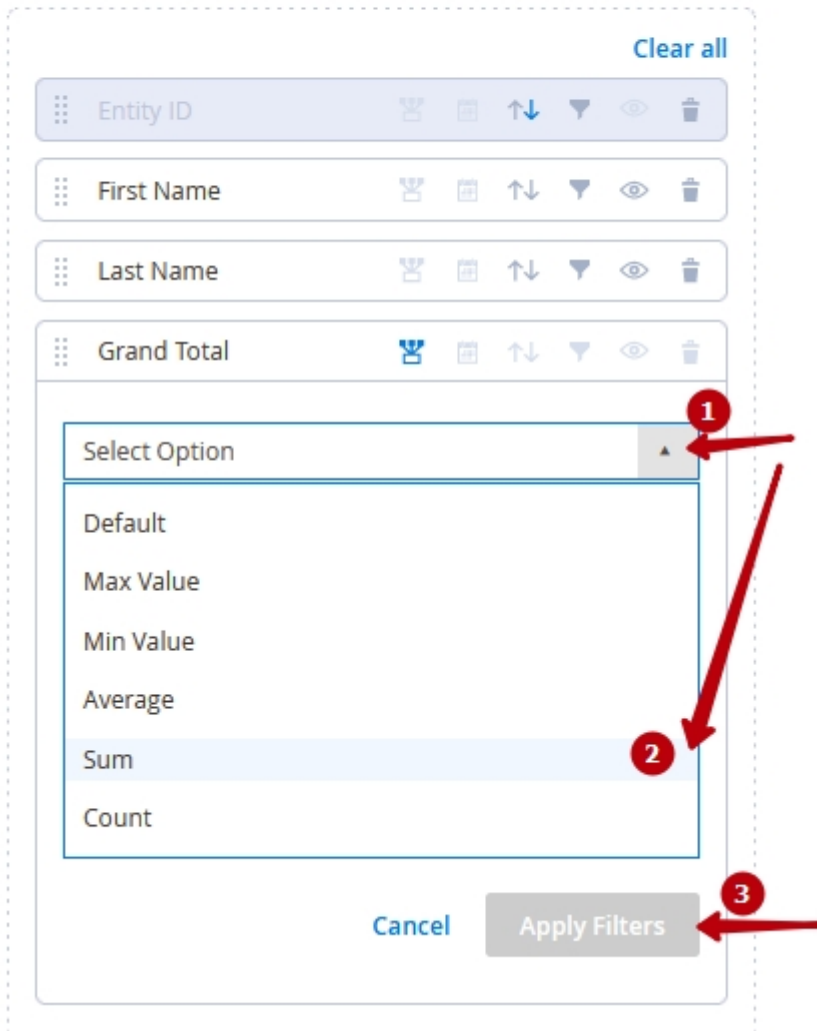 Clear all
Entity ID
First Name
Last Name
Grand Total
1
Select Option
Default
Max Value
Min Value
Average
Sum
2
Count
3
Cancel Apply Filters